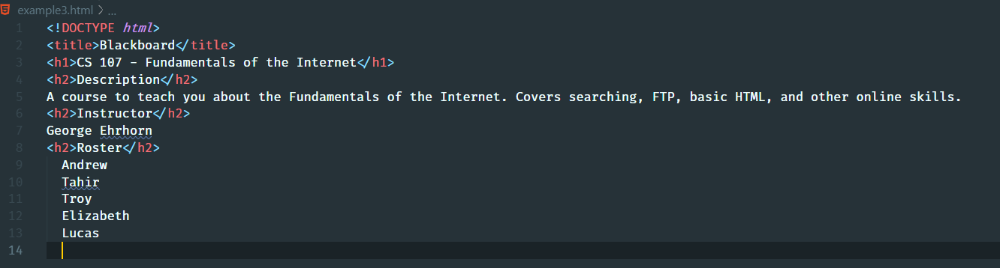 example3.html > ...
1 <!DOCTYPE html>
2 <title>Blackboard</title>
3 <h1>CS 107 - Fundamentals of the Internet</h1>
4 <h2>Description</h2>
5 A course to teach you about the Fundamentals of the Internet. Covers searching, FTP, basic HTML, and other online skills.
6 <h2>Instructor</h2>
7 George Ehrhorn
8 <h2>Roster</h2>
9   Andrew
10   Tahir
11   Troy
12   Elizabeth
13   Lucas
14